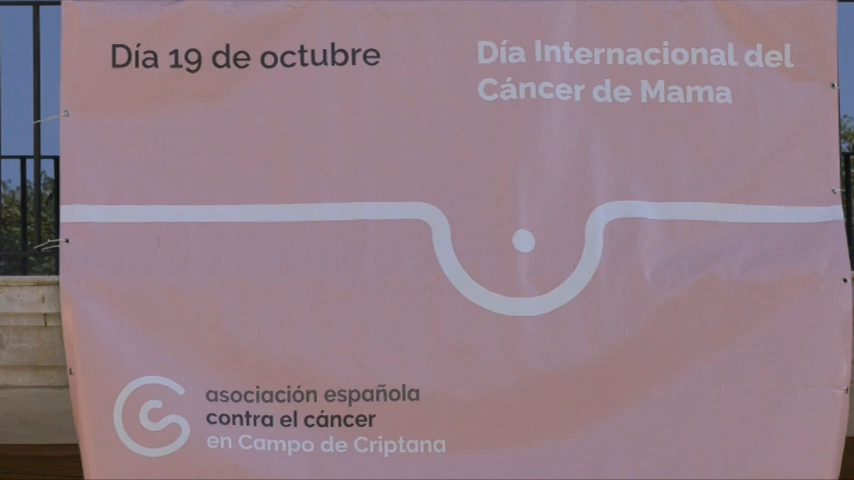 Día 19 de octubre
Día Internacional del
Cáncer de Mama
asociación española
contra el cáncer
en Campo de Criptana